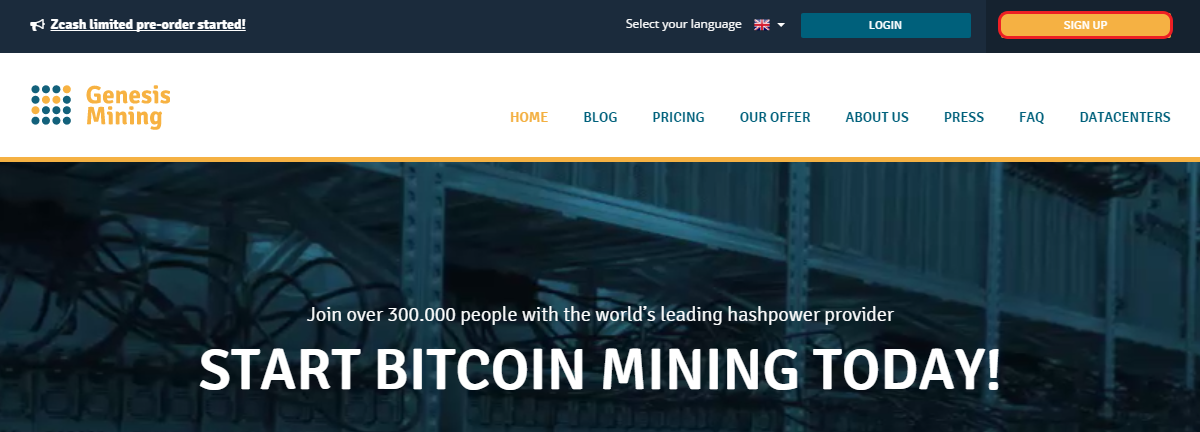 Zcash limited pre-order started!
Select your language
LOGIN
SIGN UP
Genesis
Mining
HOME
BLOG
PRICING
OUR OFFER
ABOUT US
PRESS
FAQ
DATACENTERS
Join over 300.000 people with the world's leading hashpower provider
START BITCOIN MINING TODAY!